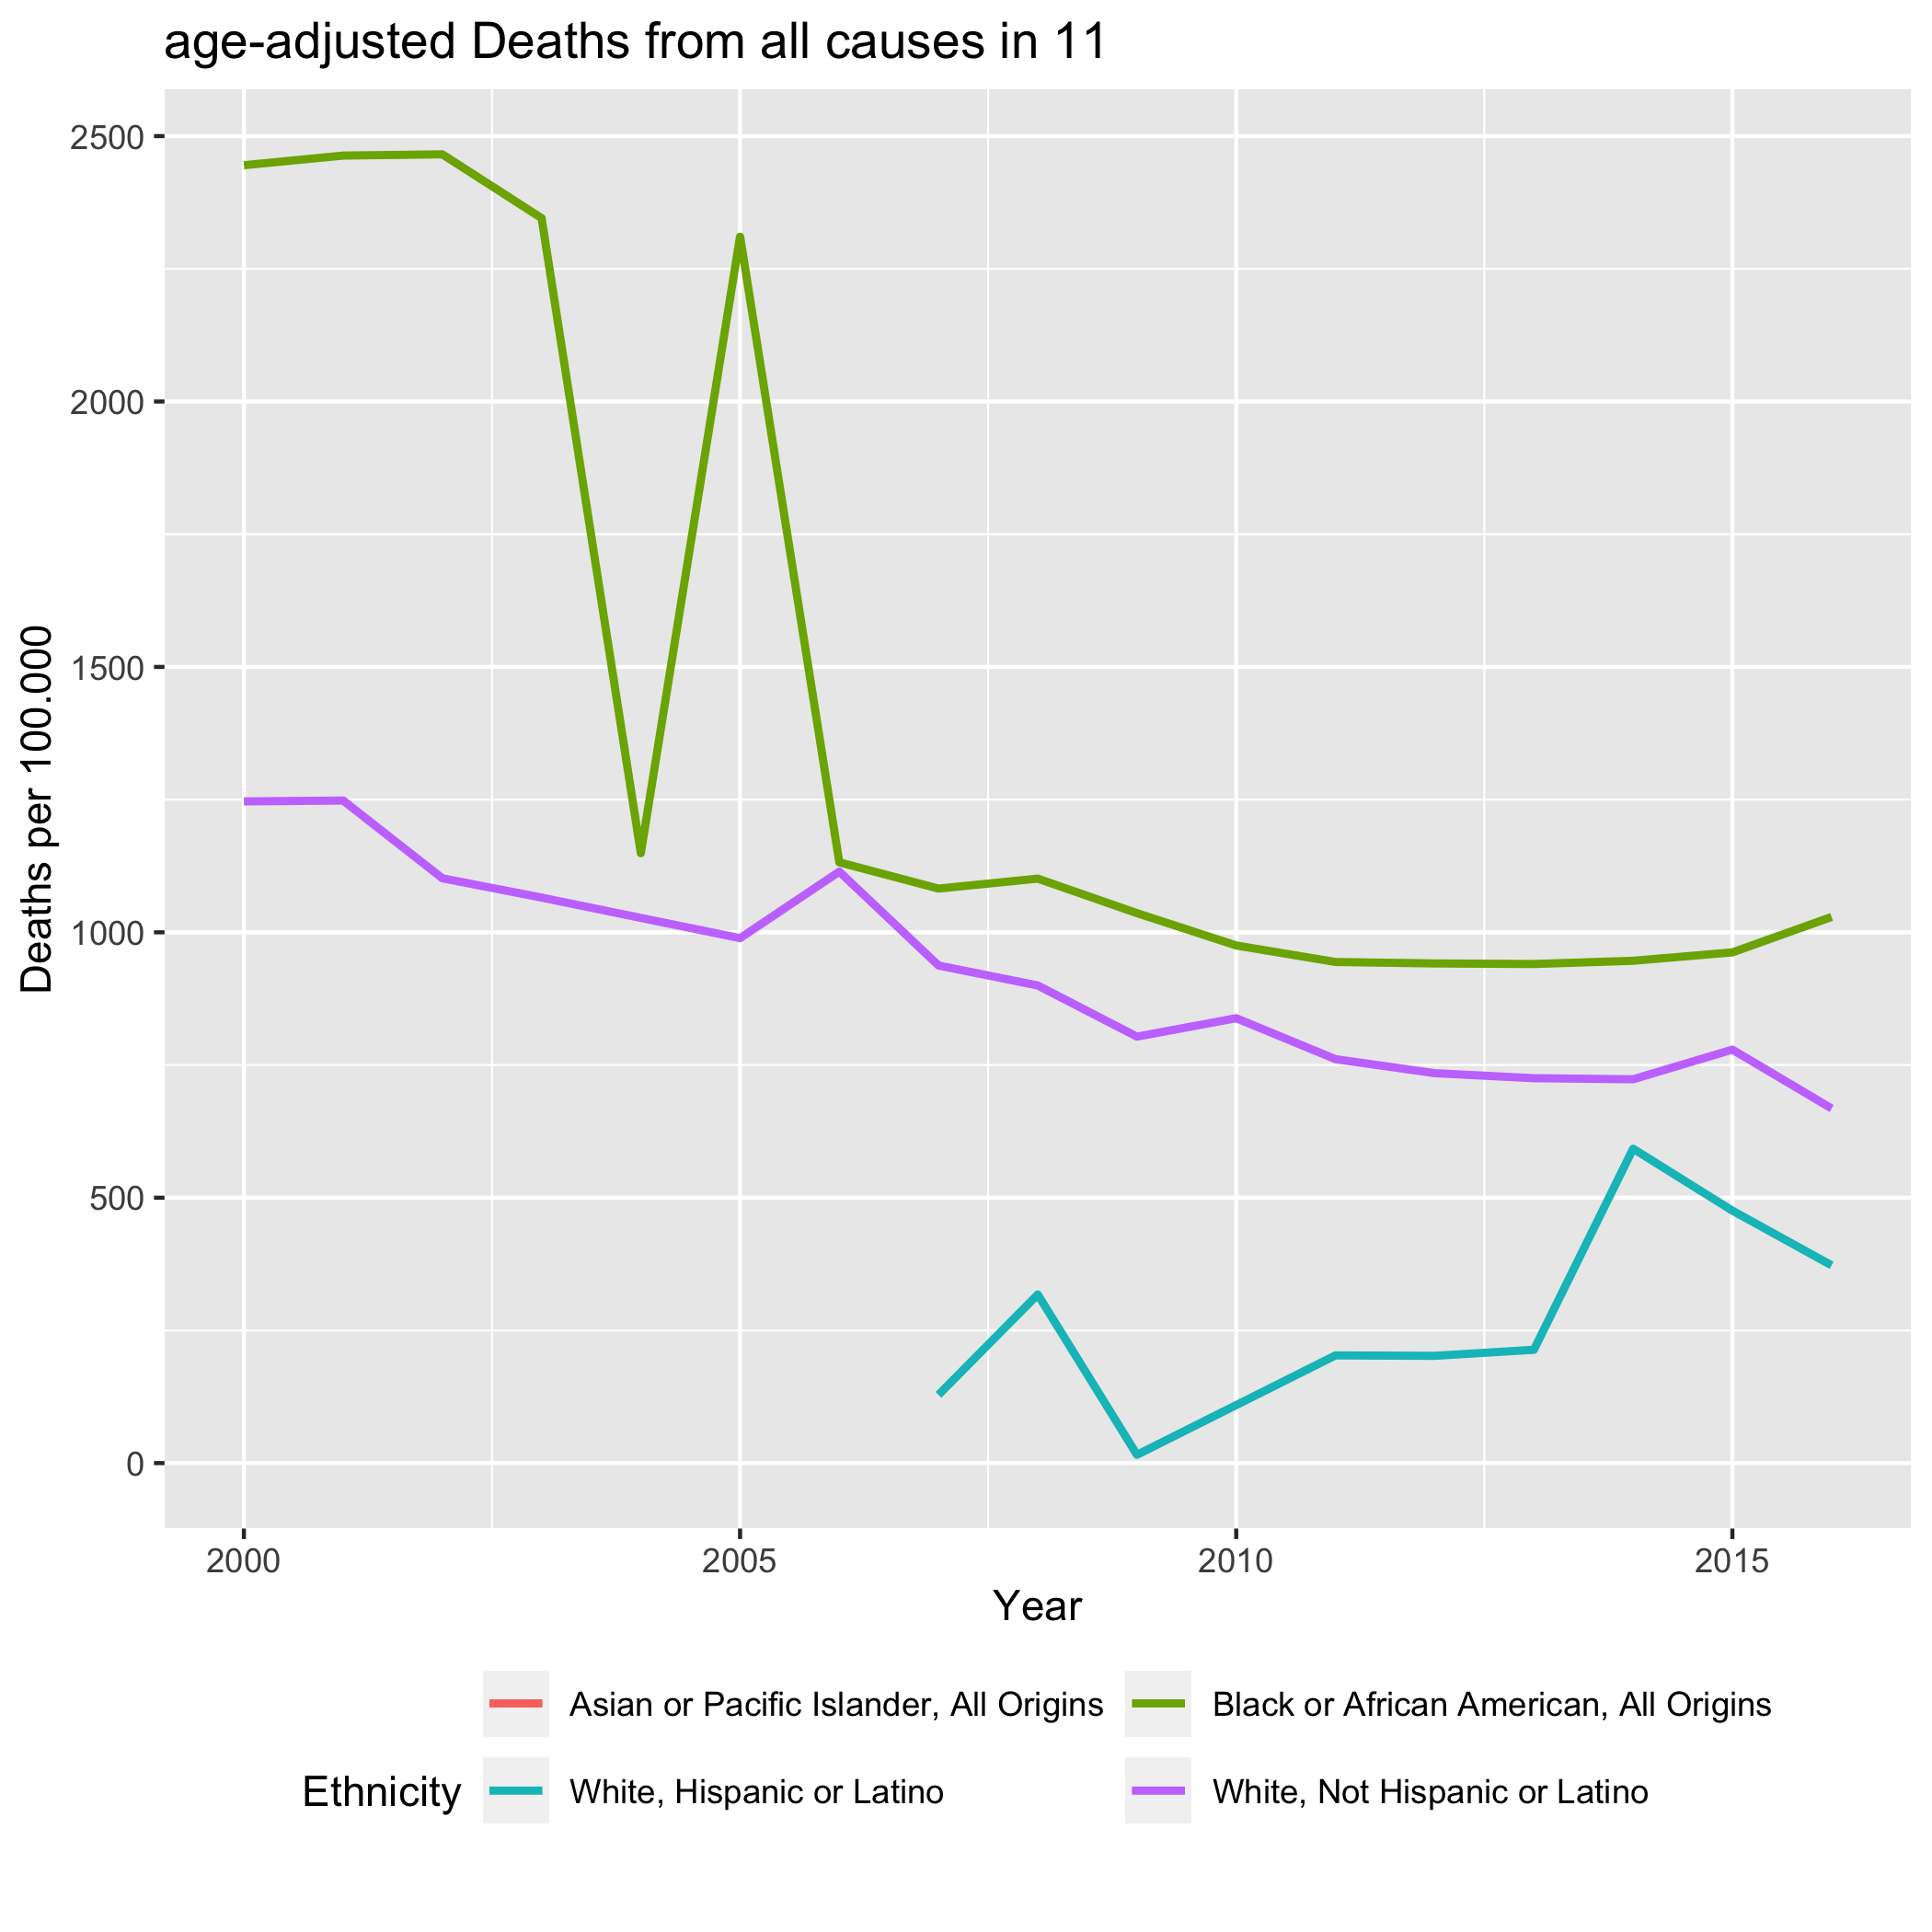 age-adjusted Deaths from all causes in 11
Deaths per 100.000
2500
2000
1500
1000
500
0
2000 2005 2010 2015
Year
Ethnicity
Asian or Pacific Islander, All Origins
Black or African American, All Origins
White, Hispanic or Latino
White, Not Hispanic or Latino